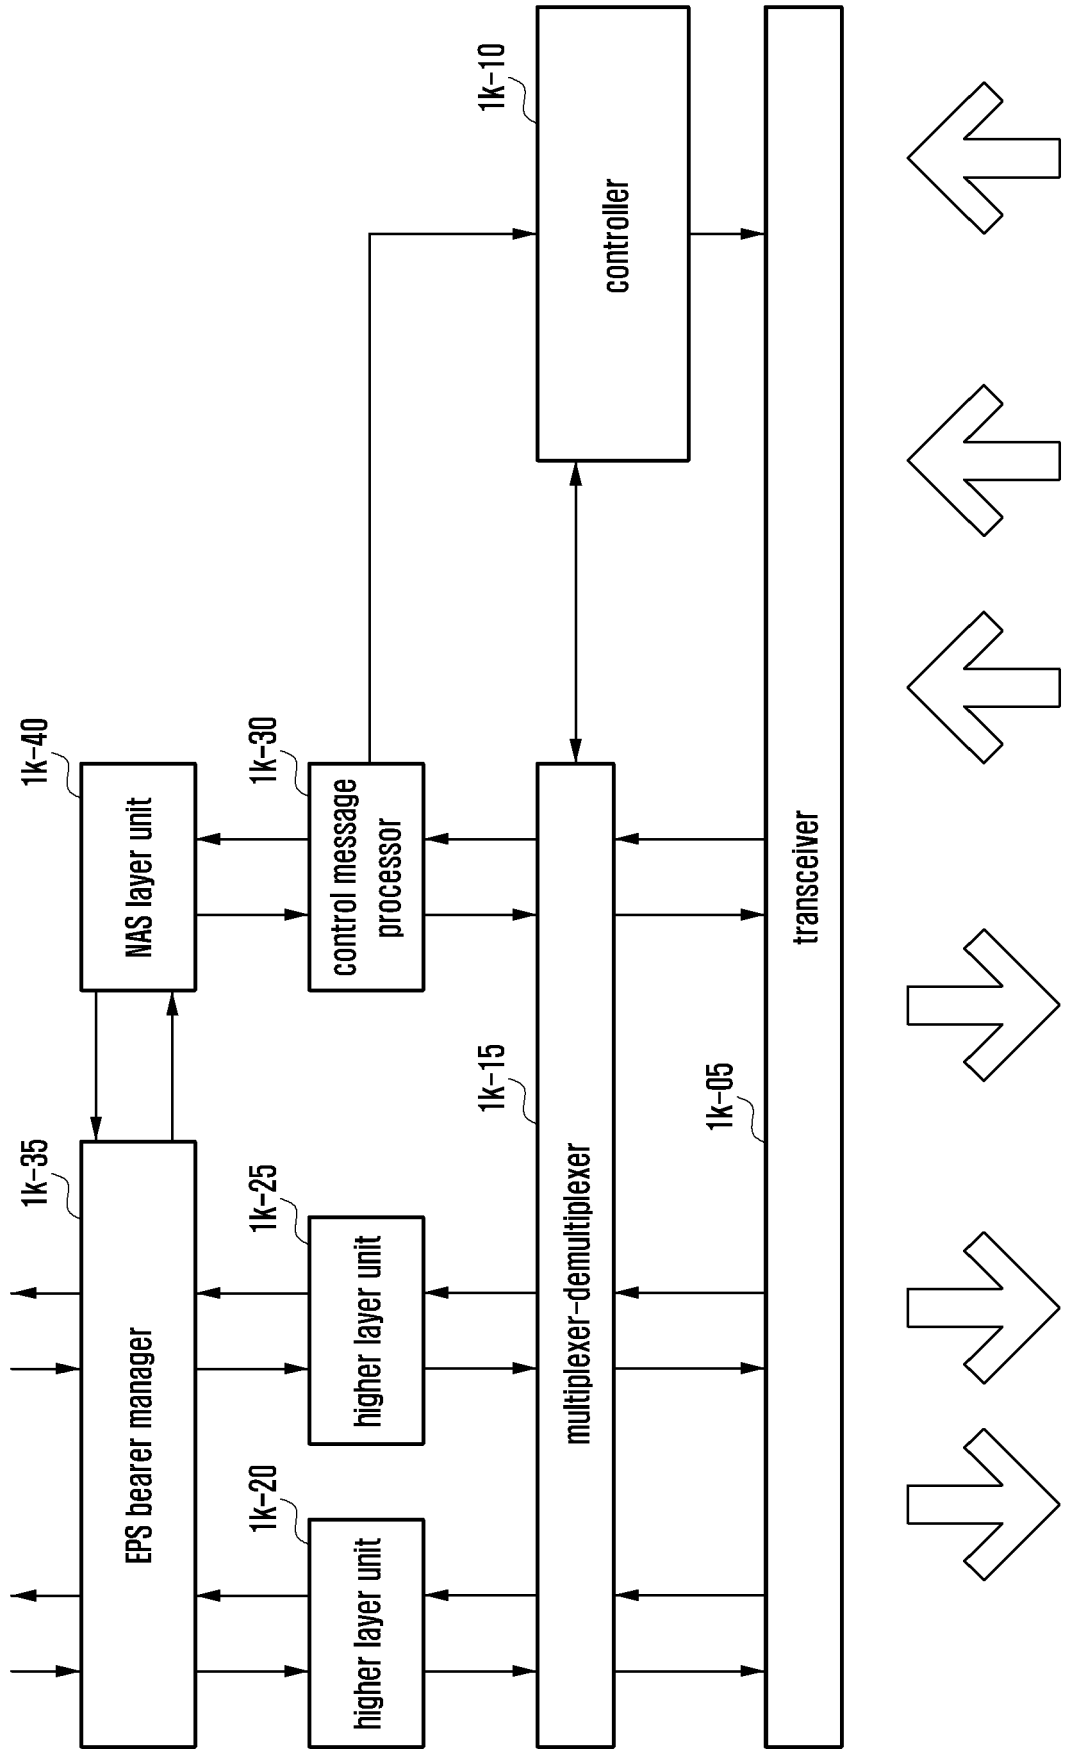 1k-35
EPS bearer manager
1k-40
NAS layer unit
1k-20
higher layer unit
1k-25
higher layer unit
1k-30
control message
processor
1k-15
multiplexer-demultiplexer
1k-10
controller
1k-05
transceiver